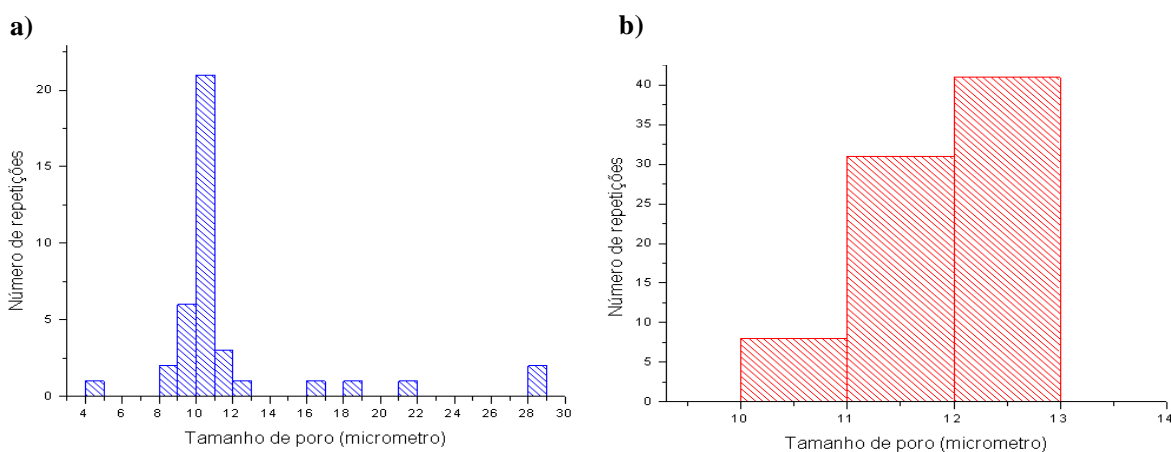 a)
Número de repetições
20
15
10
5
0
4 6 8 10 12 14 16 18 20 22 24 26 28 30
Tamanho de poro (micrometro)
b)
Número de repetições
40
35
30
25
20
15
10
5
0
10 11 12 13 14
Tamanho de poro (micrometro)